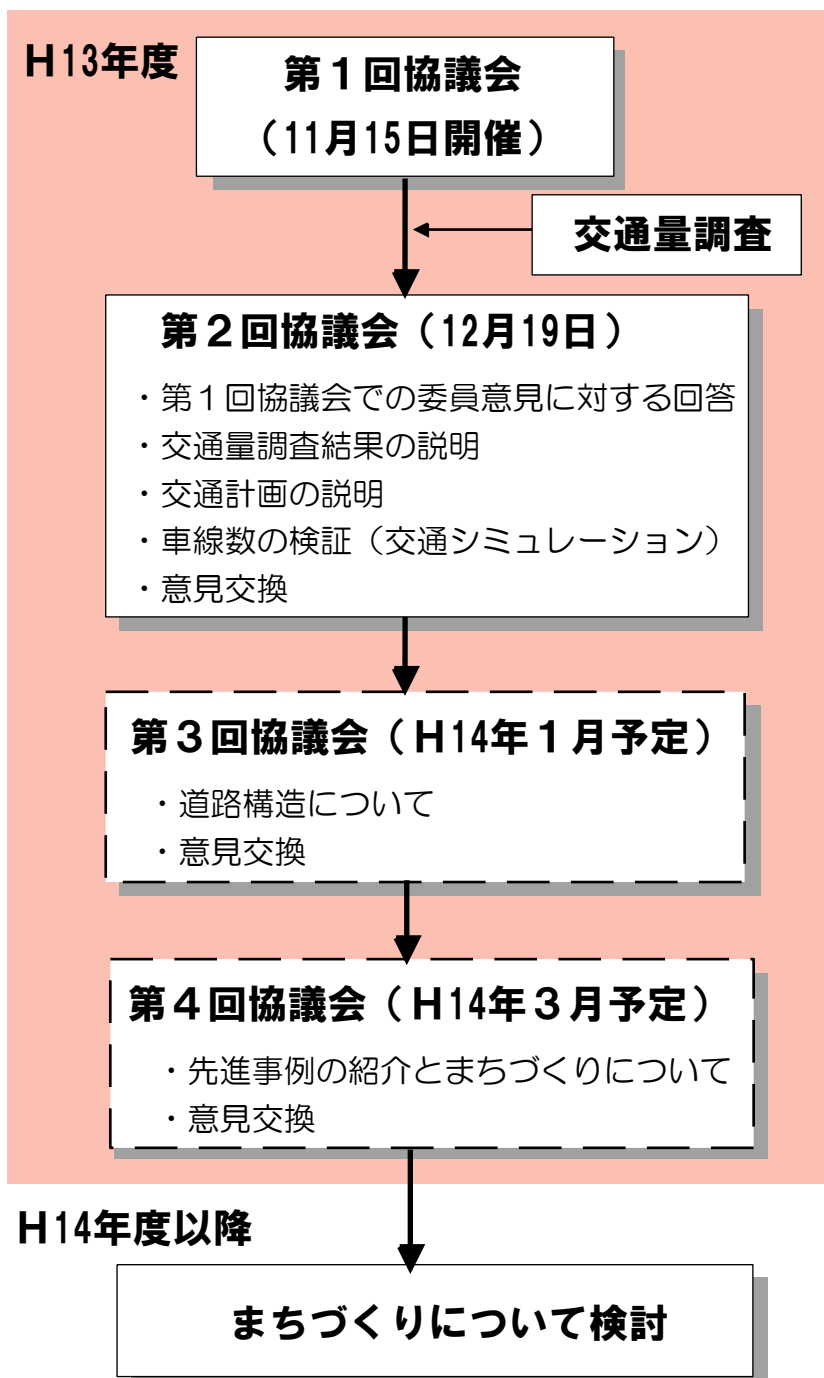 H13年度
第１回協議会
（11月15日開催）
交通量調査
第２回協議会（12月19日）
・第１回協議会での委員意見に対する回答
・交通量調査結果の説明
・交通計画の説明
・車線数の検証（交通シミュレーション）
・意見交換
第３回協議会（H14年１月予定）
・道路構造について
・意見交換
第４回協議会（H14年３月予定）
・先進事例の紹介とまちづくりについて
・意見交換
H14年度以降
まちづくりについて検討